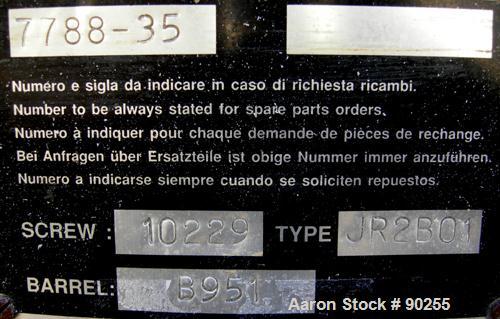 7788-35
Numéro e sigla da indicare in caso di richiesta ricambi.
Number to be always stated for spare parts orders.
Numéro à indiquer pour chaque demande de pièces de rechange.
Bei Anfragen über Ersatzteile ist obige Nummer immer anzuführen.
Numero a indicarse siempre cuando se soliciten repuestos.
SCREW : 10229 TYPE JR2B01
BARREL: B951
Aaron Stock # 90255